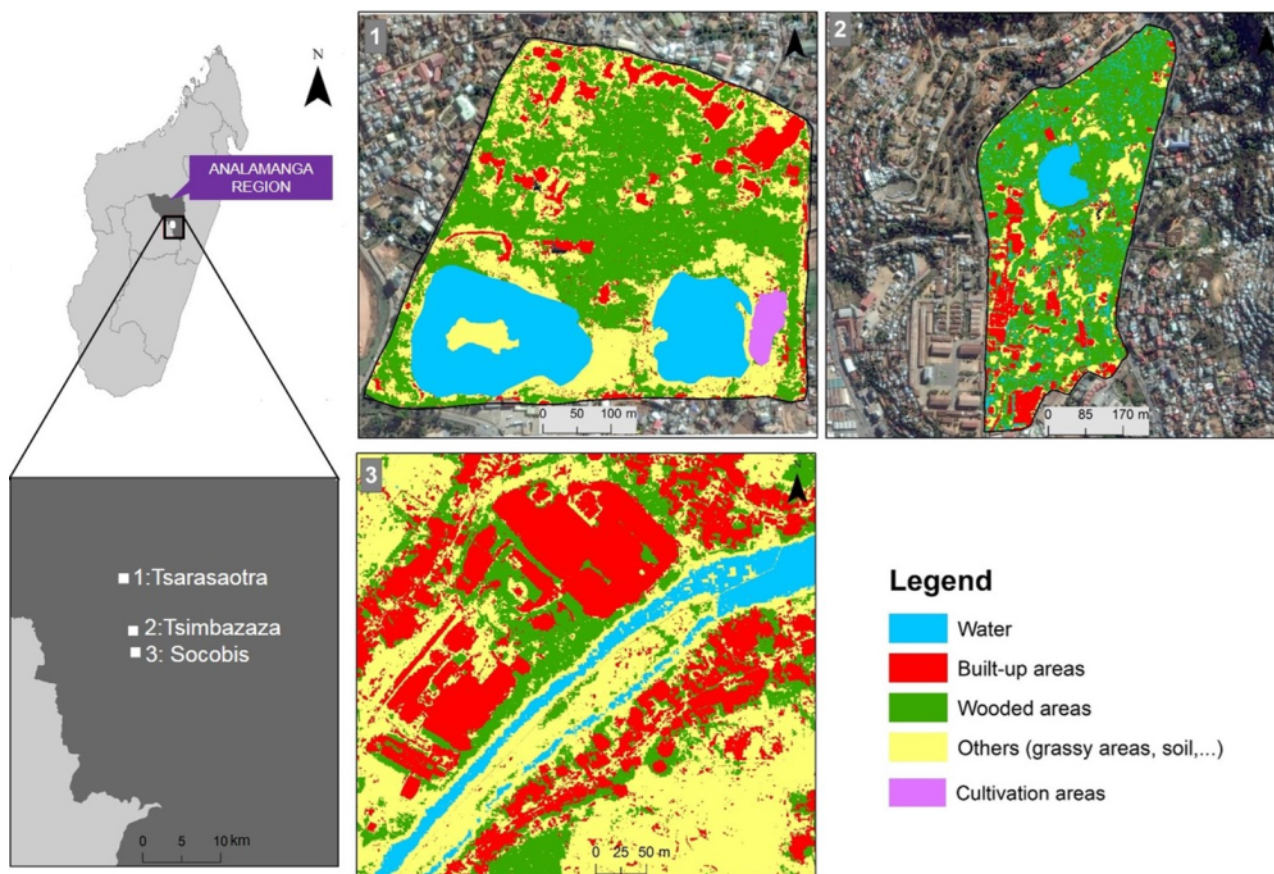 N
ANALAMANGA
REGION
1:Tsarasaotra
2:Tsimbazaza
3: Socobis
0 5 10 km
1
0 50 100 m
2
0 85 170 m
3
0 25 50 m
Legend
Water
Built-up areas
Wooded areas
Others (grassy areas, soil,...)
Cultivation areas